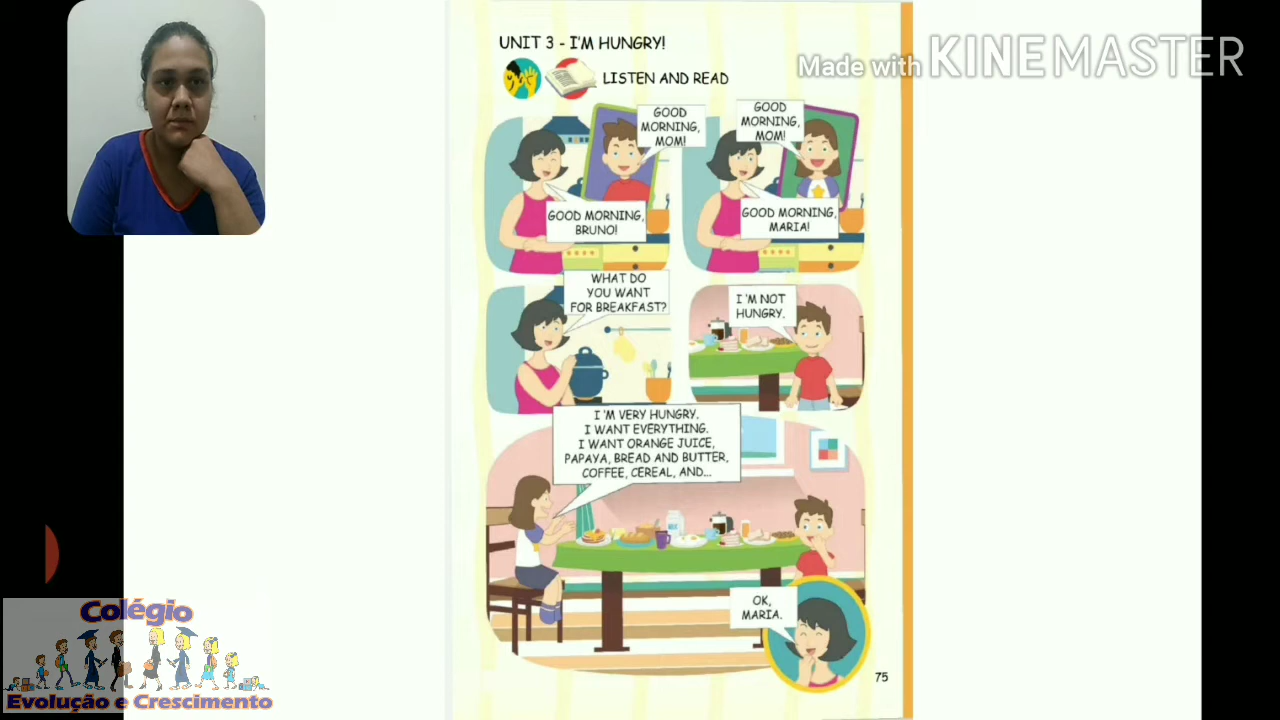 UNIT 3 - I'M HUNGRY!
LISTEN AND READ
Made with KINEMASTER
GOOD
MORNING,
MOM!
GOOD MORNING,
BRUNO!
GOOD
MORNING,
MOM!
GOOD MORNING,
MARIA!
WHAT DO
YOU WANT
FOR BREAKFAST?
I'M NOT
HUNGRY.
I'M VERY HUNGRY.
I WANT EVERYTHING.
I WANT ORANGE JUICE,
PAPAYA, BREAD AND BUTTER,
COFFEE, CEREAL, AND...
OK,
MARIA.
75
Colégio
Evolução e Crescimento